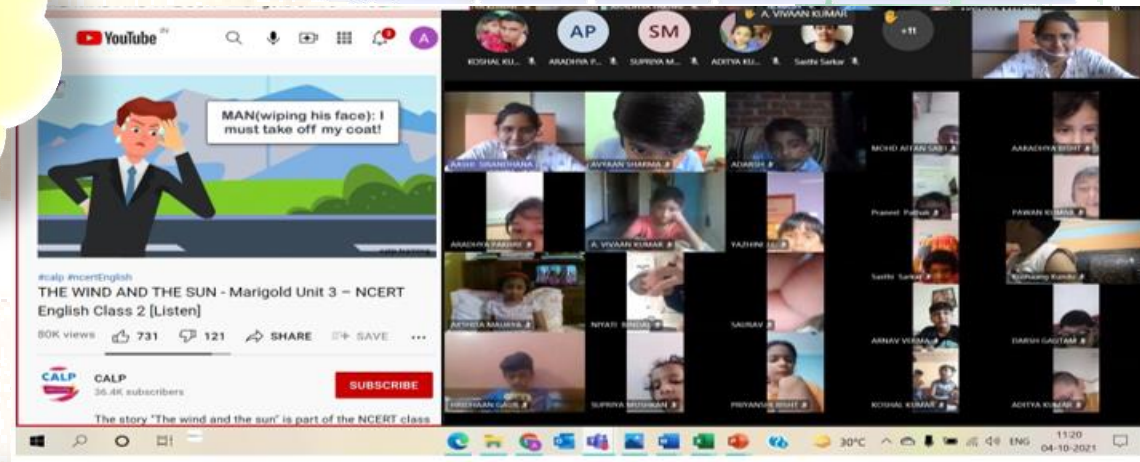 YouTube IN
A
MAN(wiping his face): I
must take off my coat!
#calp #ncertEnglish
THE WIND AND THE SUN - Marigold Unit 3 – NCERT
English Class 2 [Listen]
80K views 731 121 SHARE SAVE ...
CALP
CALP
36.4K subscribers
SUBSCRIBE
The story "The wind and the sun" is part of the NCERT class
A. VIVAAN KUMAR
AP SM +11
KOSHAL KU... ARADHYA P... SUPRIYA M... ADITYA KU... Sasthi Sarkar
AVYAAN SHARMA ADARSH AARADHYA BISHT
ARADHYA PAKHRE A. VIVAAN KUMAR Praneet Pathak PAWAN KUMAR
AKSHITA MAURYA NIYATI BINDAL SAURAV Sasthi Sarkar
ARNAV VERMA DARSH GAUTAM
SUPRIYA MUSHKAN PRIYANSHI BISHT KOSHAL KUMAR ADITYA KUMAR
30°C ENG 11:20
04-10-2021